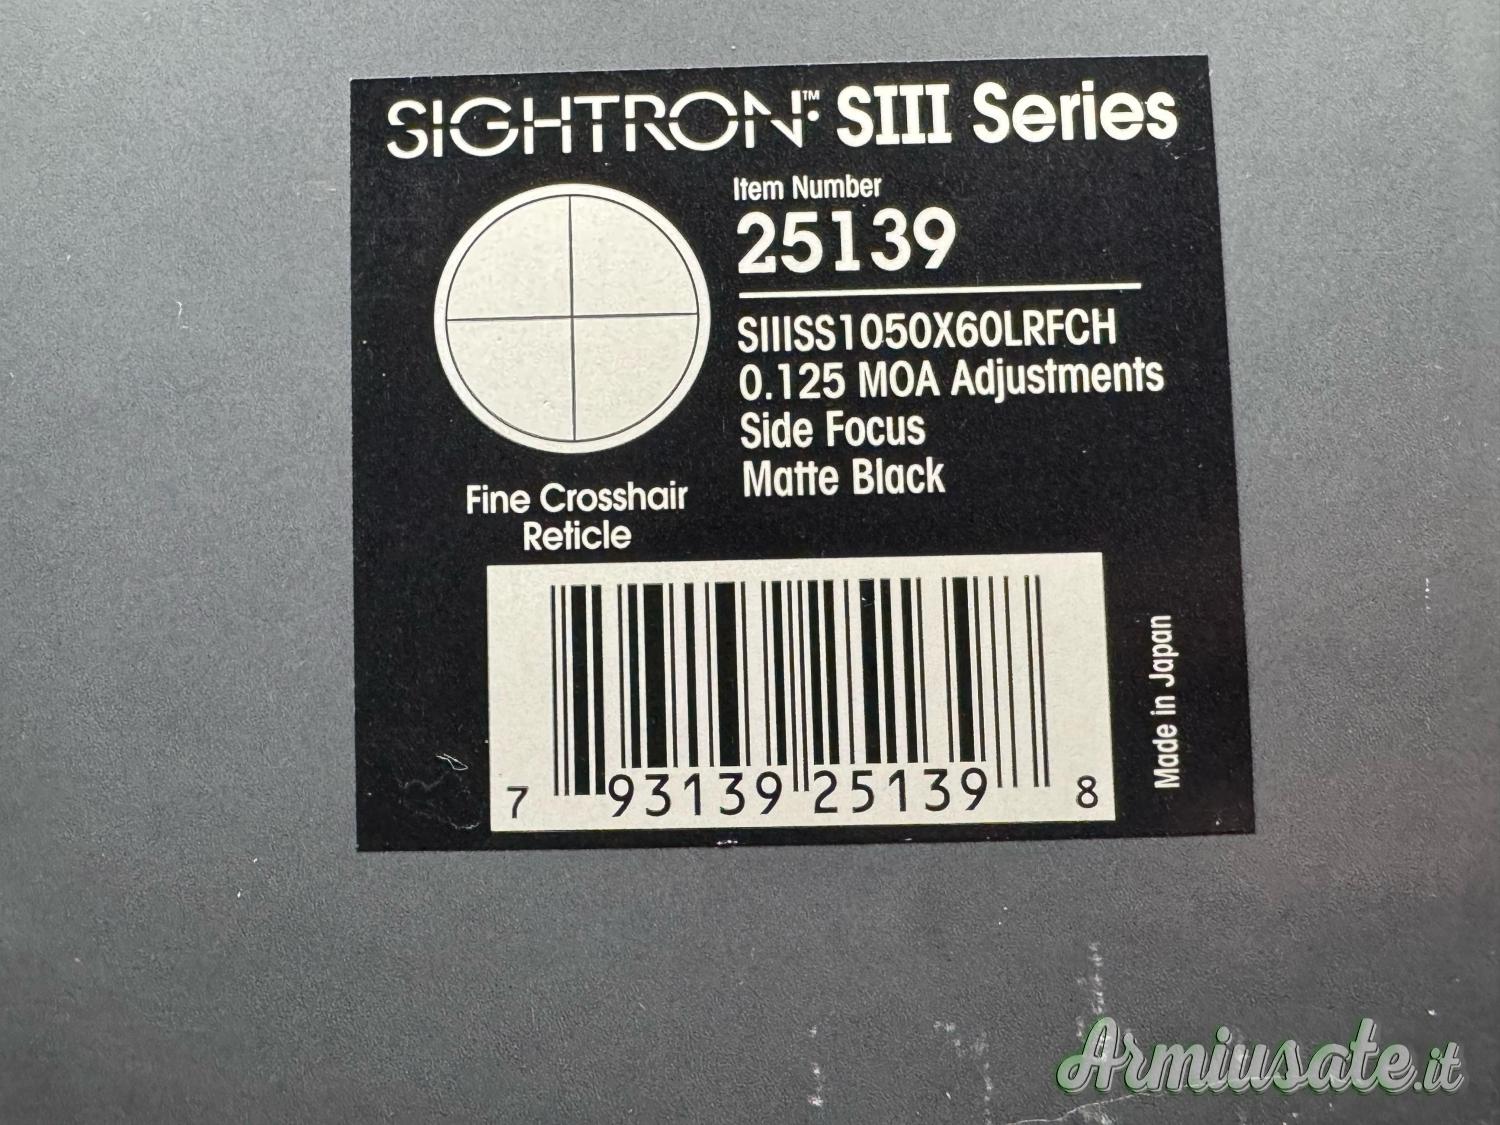 SIGHTRON™ SIII Series
Item Number
25139
SIIISS1050X60LRFCH
0.125 MOA Adjustments
Side Focus
Matte Black
Fine Crosshair
Reticle
7 93139 25139 8
Made in Japan
Armiusate.it